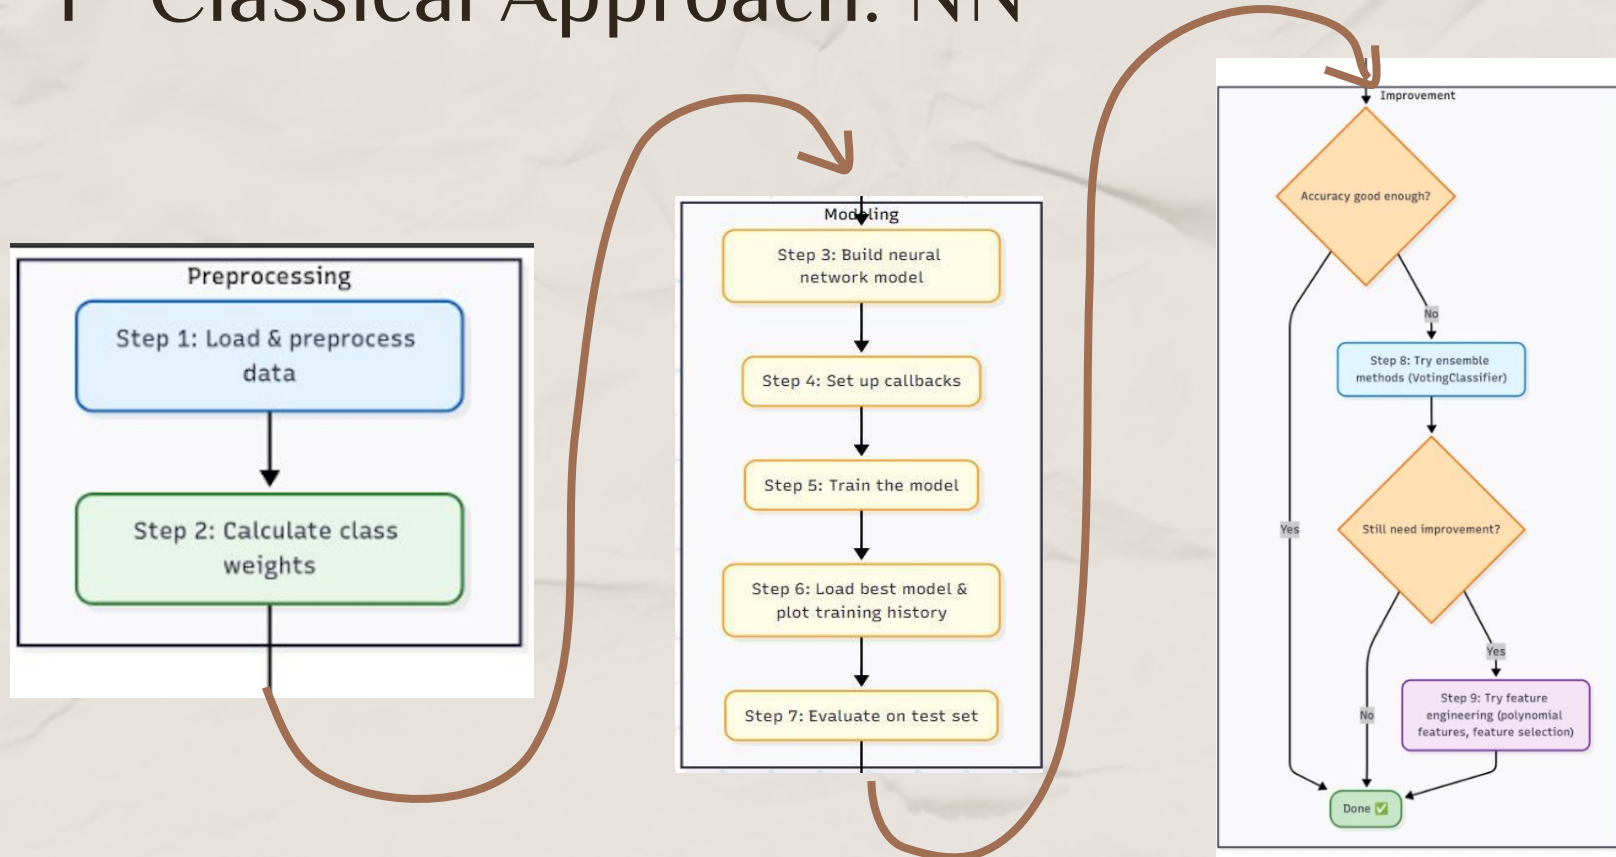 Classical Approach: NN
Preprocessing
Step 1: Load & preprocess
data
Step 2: Calculate class
weights
Modeling
Step 3: Build neural
network model
Step 4: Set up callbacks
Step 5: Train the model
Step 6: Load best model &
plot training history
Step 7: Evaluate on test set
Improvement
Accuracy good enough?
No
Step 8: Try ensemble
methods (VotingClassifier)
Yes
Still need improvement?
Yes
No
Step 9: Try feature
engineering (polynomial
features, feature selection)
Done ✅